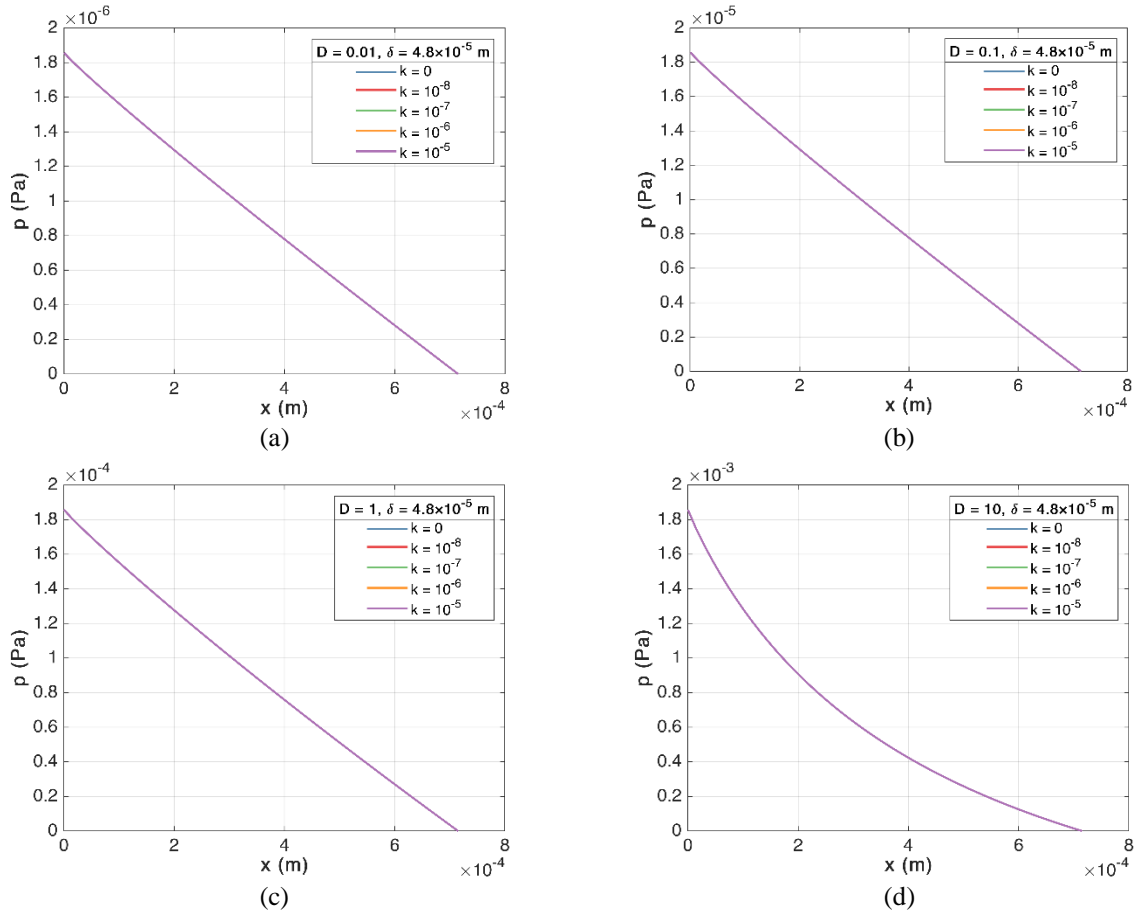 ×10⁻⁶
D = 0.01, δ = 4.8×10⁻⁵ m
k = 0
k = 10⁻⁸
k = 10⁻⁷
k = 10⁻⁶
k = 10⁻⁵
2
1.8
1.6
1.4
1.2
1
0.8
0.6
0.4
0.2
0
p (Pa)
0 2 4 6 8
x (m)
×10⁻⁴
(a)
×10⁻⁵
D = 0.1, δ = 4.8×10⁻⁵ m
k = 0
k = 10⁻⁸
k = 10⁻⁷
k = 10⁻⁶
k = 10⁻⁵
2
1.8
1.6
1.4
1.2
1
0.8
0.6
0.4
0.2
0
p (Pa)
0 2 4 6 8
x (m)
×10⁻⁴
(b)
×10⁻⁴
D = 1, δ = 4.8×10⁻⁵ m
k = 0
k = 10⁻⁸
k = 10⁻⁷
k = 10⁻⁶
k = 10⁻⁵
2
1.8
1.6
1.4
1.2
1
0.8
0.6
0.4
0.2
0
p (Pa)
0 2 4 6 8
x (m)
×10⁻⁴
(c)
×10⁻³
D = 10, δ = 4.8×10⁻⁵ m
k = 0
k = 10⁻⁸
k = 10⁻⁷
k = 10⁻⁶
k = 10⁻⁵
2
1.8
1.6
1.4
1.2
1
0.8
0.6
0.4
0.2
0
p (Pa)
0 2 4 6 8
x (m)
×10⁻⁴
(d)